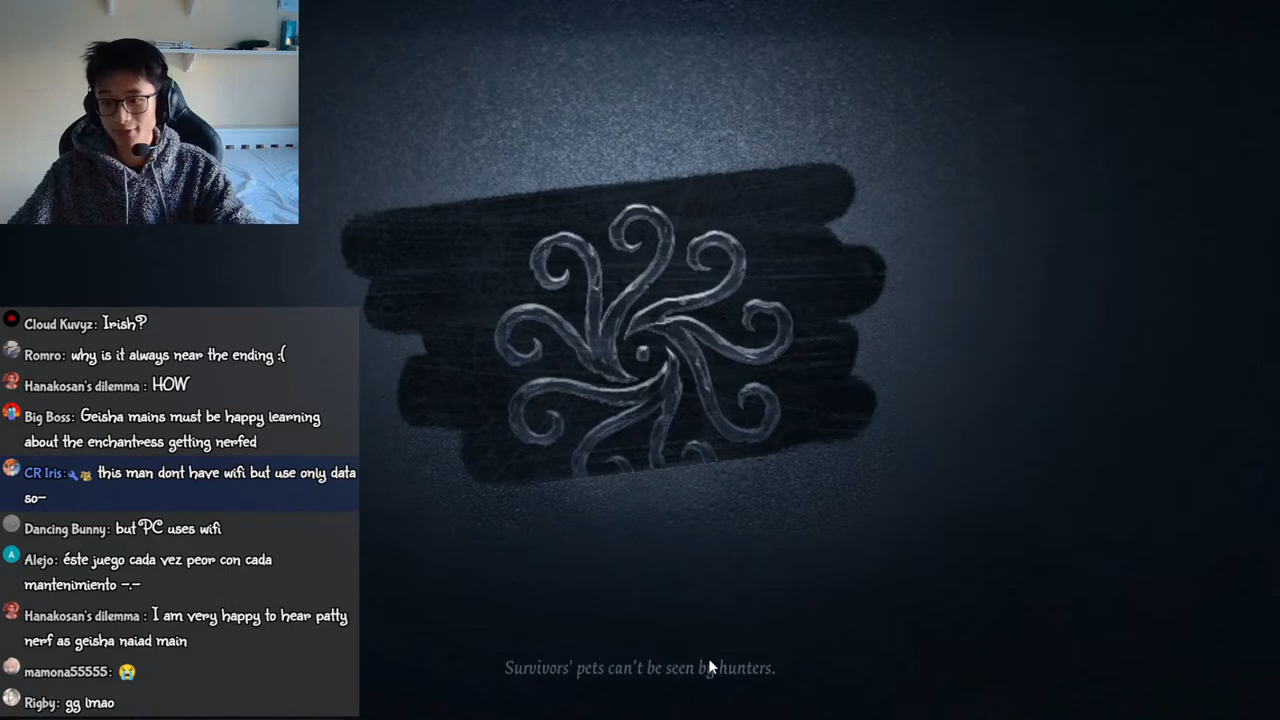 Cloud Kuvyz: Irish?
Romro: why is it always near the ending :(
Hanakosan's dilemma : HOW
Big Boss: Geisha mains must be happy learning
about the enchantress getting nerfed
CR Iris: this man dont have wifi but use only data
so-
Dancing Bunny: but PC uses wifi
A
Alejo: éste juego cada vez peor con cada
mantenimiento -.-
Hanakosan's dilemma : I am very happy to hear patty
nerf as geisha naiad main
mamona55555: 😭
Rigby: gg lmao
Survivors' pets can't be seen by hunters.